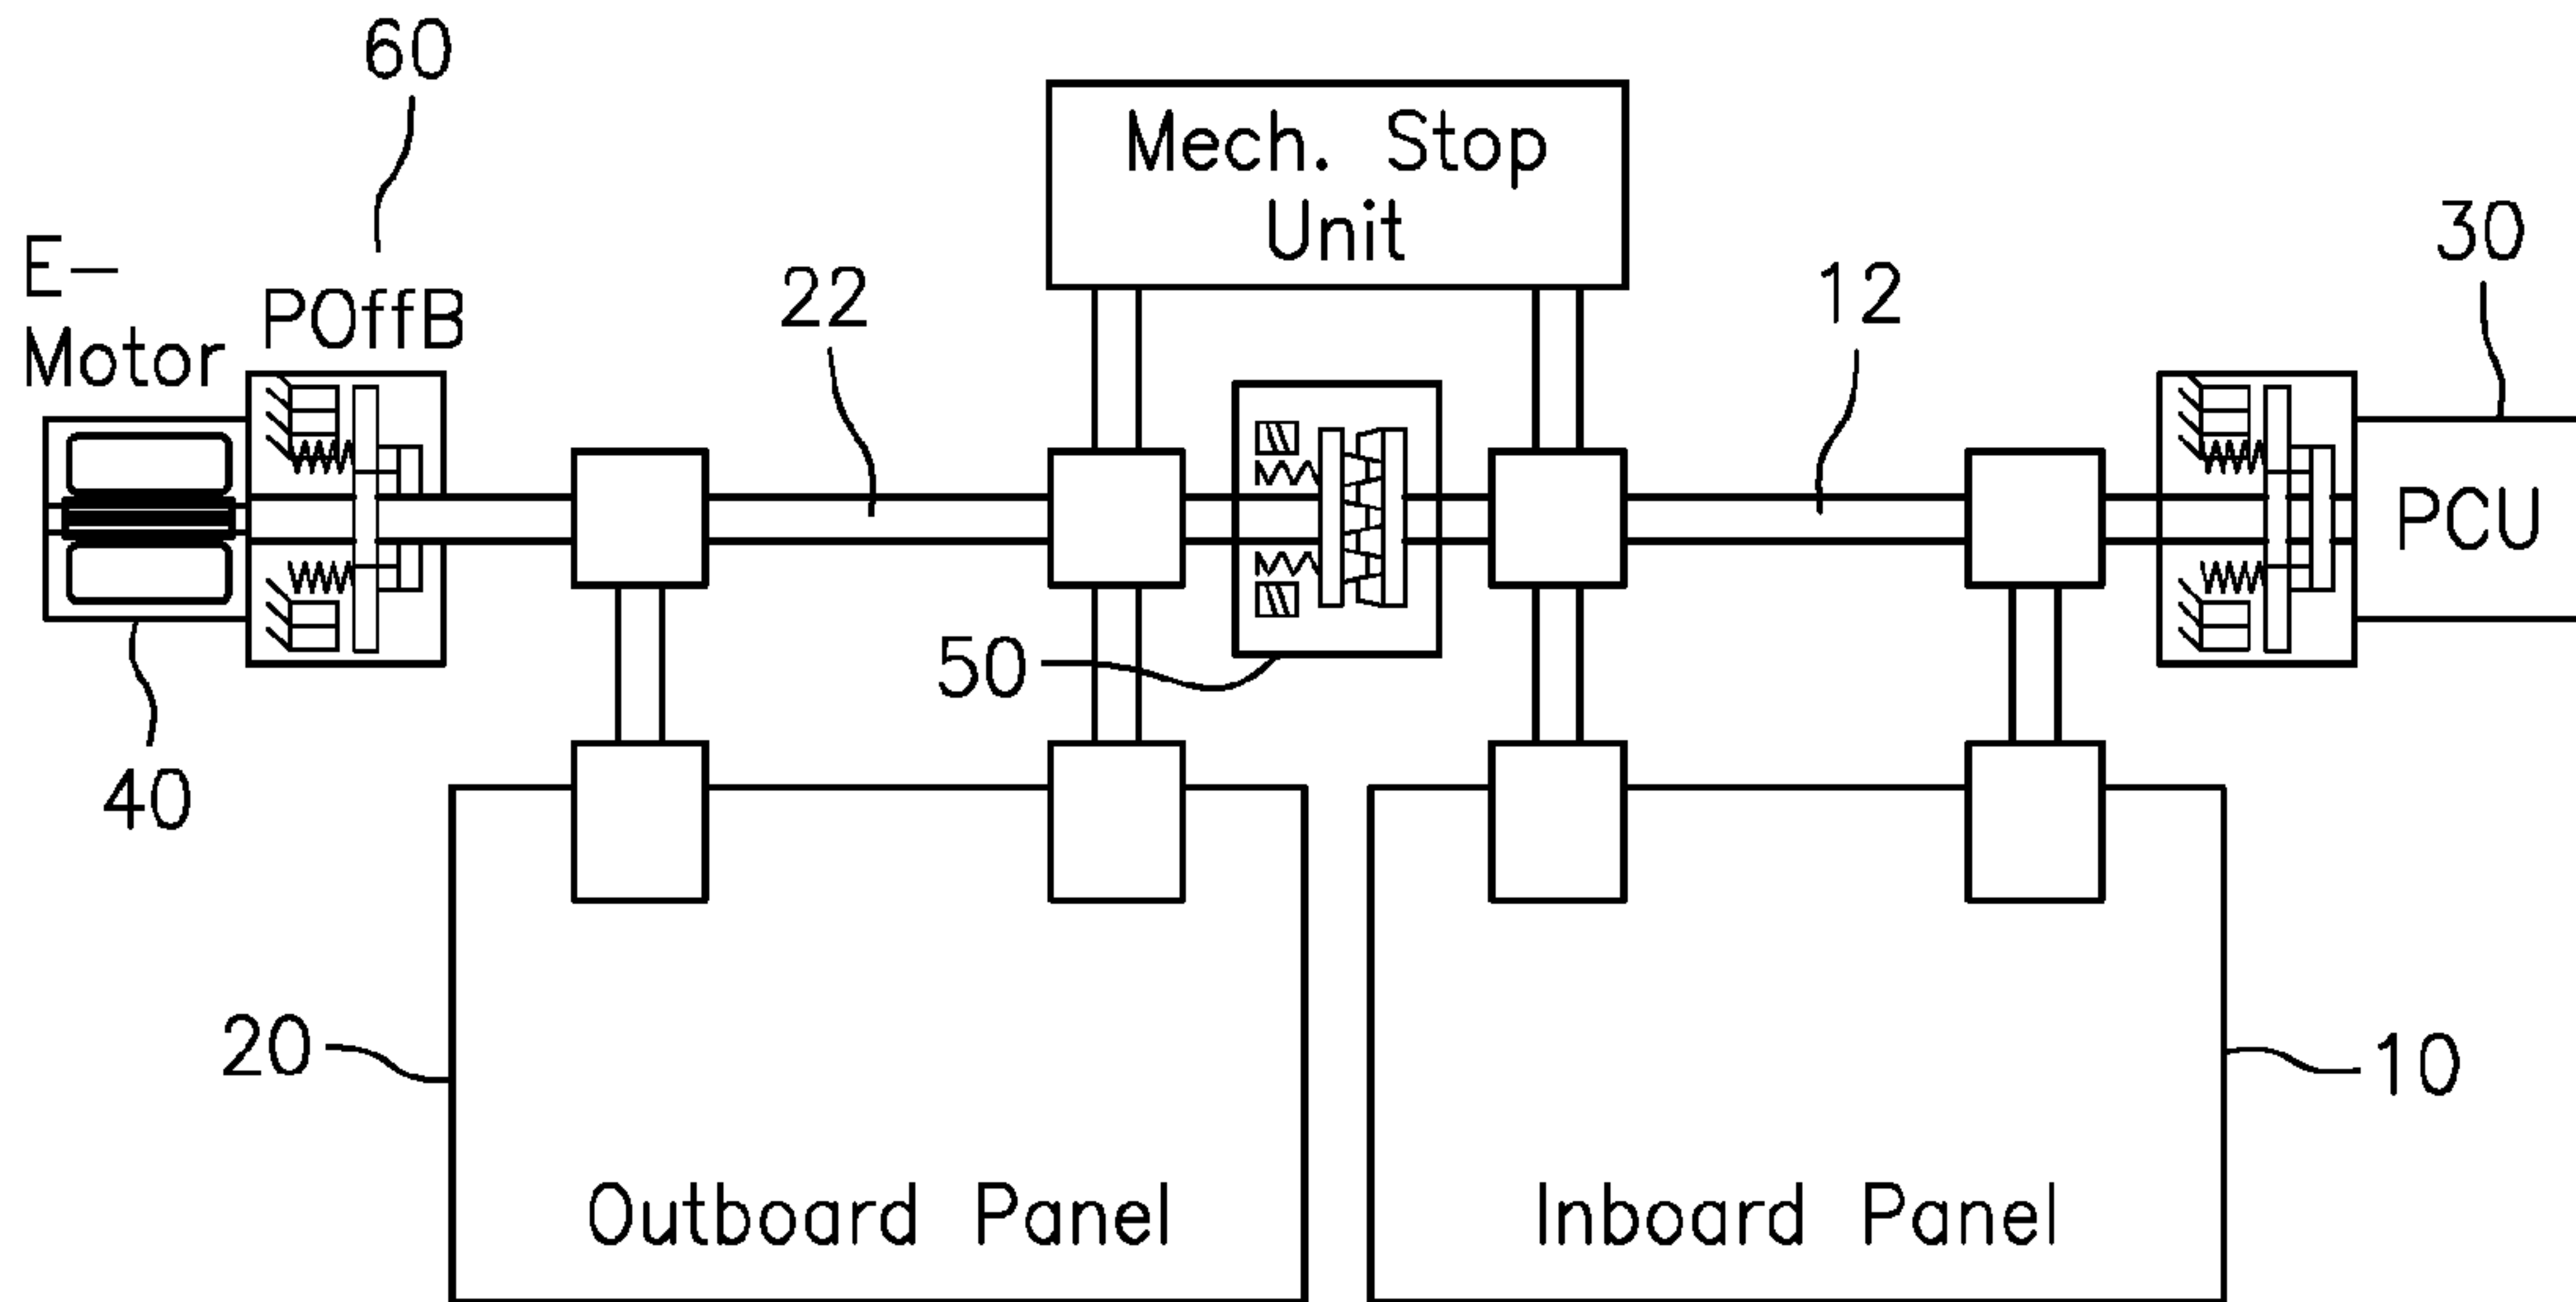 60
Mech. Stop
Unit
30
E-
Motor
POffB
22
12
PCU
50
40
20
10
Outboard Panel
Inboard Panel